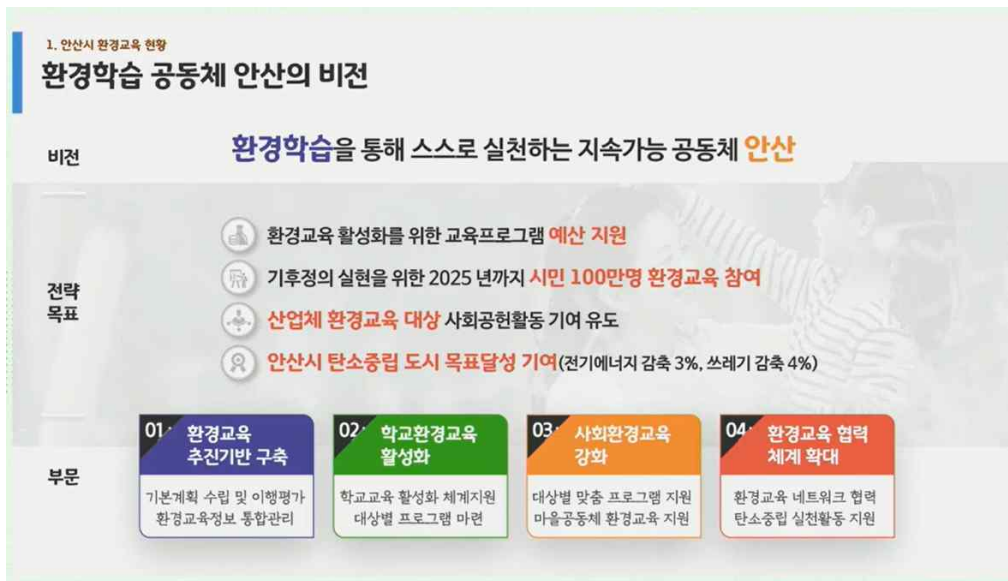 1. 안산시 환경교육 현황
환경학습 공동체 안산의 비전
비전
환경학습을 통해 스스로 실천하는 지속가능 공동체 안산
전략
목표
환경교육 활성화를 위한 교육프로그램 예산 지원
기후정의 실현을 위한 2025 년까지 시민 100만명 환경교육 참여
산업체 환경교육 대상 사회공헌활동 기여 유도
안산시 탄소중립 도시 목표달성 기여(전기에너지 감축 3%, 쓰레기 감축 4%)
부문
01
환경교육
추진기반 구축
기본계획 수립 및 이행평가
환경교육정보 통합관리
02
학교환경교육
활성화
학교교육 활성화 체계지원
대상별 프로그램 마련
03
사회환경교육
강화
대상별 맞춤 프로그램 지원
마을공동체 환경교육 지원
04
환경교육 협력
체계 확대
환경교육 네트워크 협력
탄소중립 실천활동 지원